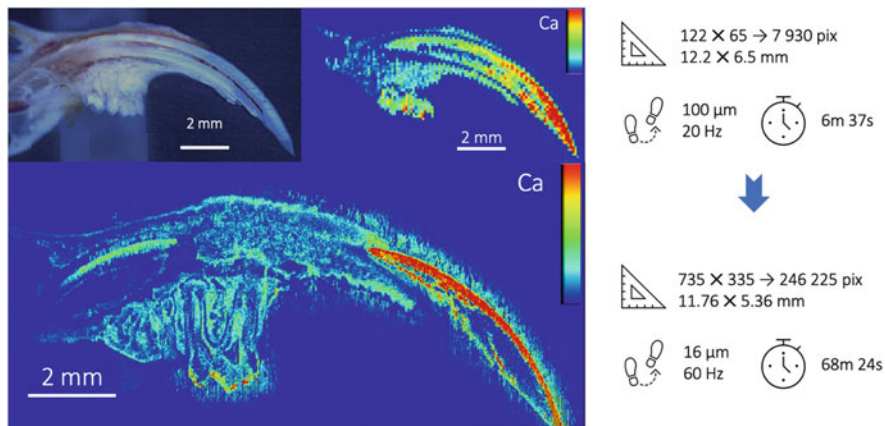 2 mm
Ca
2 mm
Ca
2 mm
122 × 65 → 7 930 pix
12.2 × 6.5 mm
100 µm
20 Hz
6m 37s
735 × 335 → 246 225 pix
11.76 × 5.36 mm
16 µm
60 Hz
68m 24s